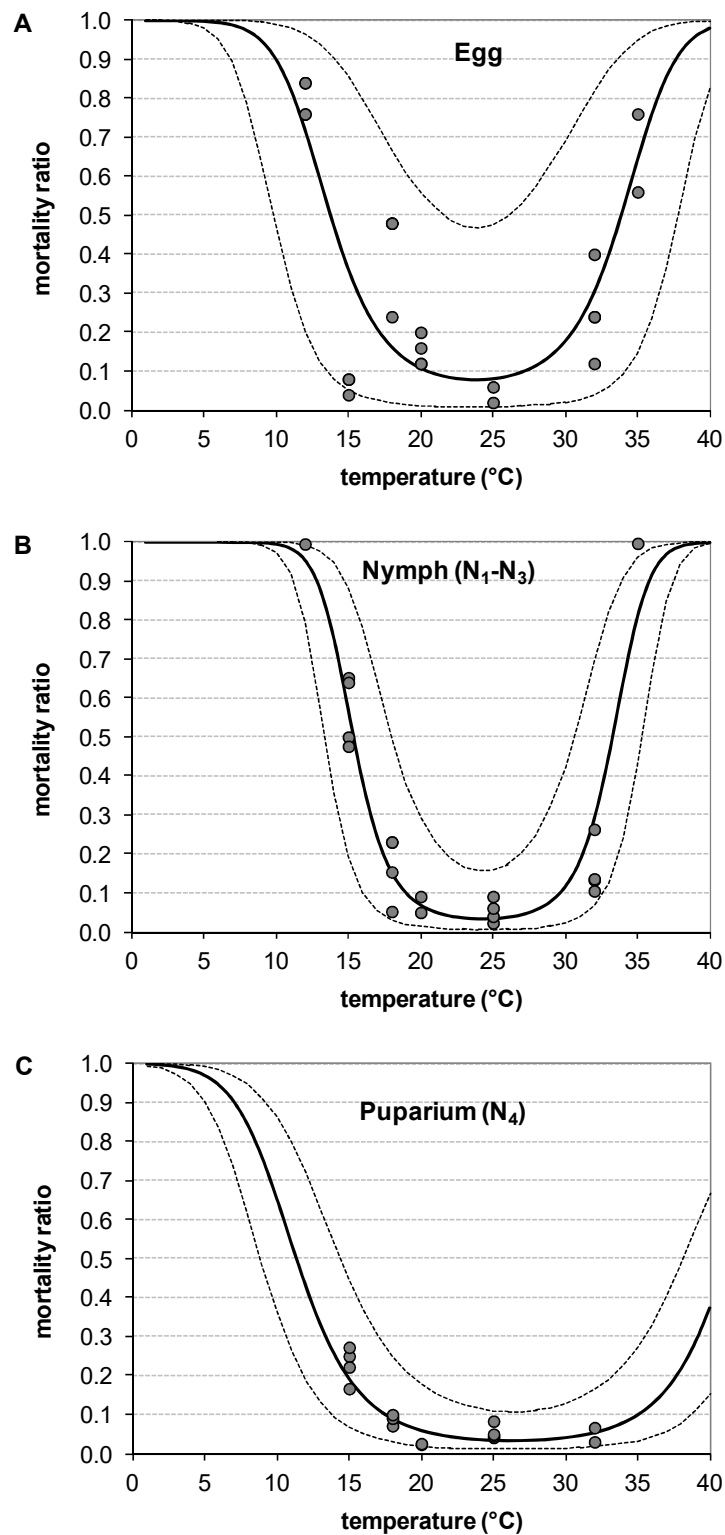 A
Egg
1.0
0.9
0.8
0.7
0.6
0.5
0.4
0.3
0.2
0.1
0.0
mortality ratio
0 5 10 15 20 25 30 35 40
temperature (°C)
B
Nymph (N₁-N₃)
1.0
0.9
0.8
0.7
0.6
0.5
0.4
0.3
0.2
0.1
0.0
mortality ratio
0 5 10 15 20 25 30 35 40
temperature (°C)
C
Puparium (N₄)
1.0
0.9
0.8
0.7
0.6
0.5
0.4
0.3
0.2
0.1
0.0
mortality ratio
0 5 10 15 20 25 30 35 40
temperature (°C)